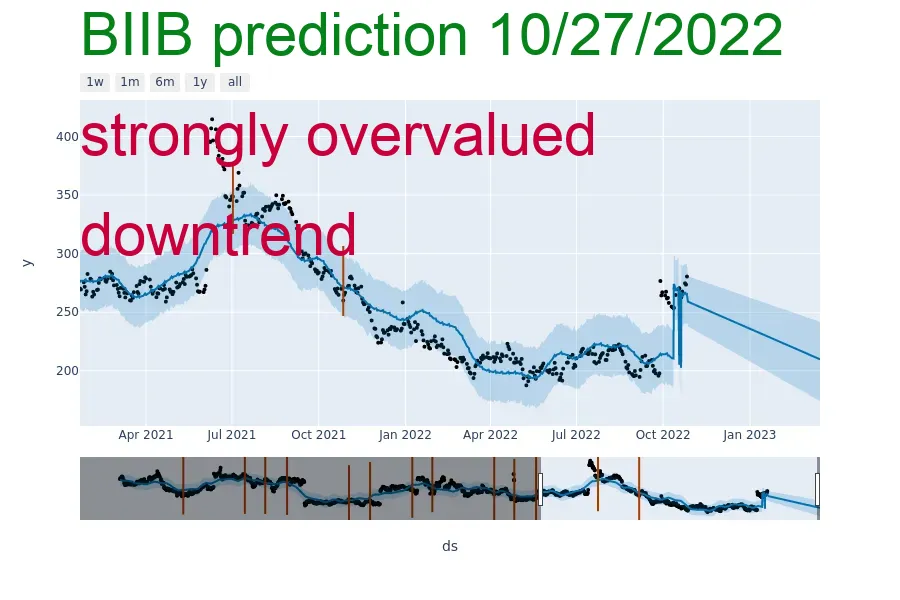 BIIB prediction 10/27/2022
1w 1m 6m 1y all
strongly overvalued
downtrend
400
350
300
250
200
y
Apr 2021 Jul 2021 Oct 2021 Jan 2022 Apr 2022 Jul 2022 Oct 2022 Jan 2023
ds